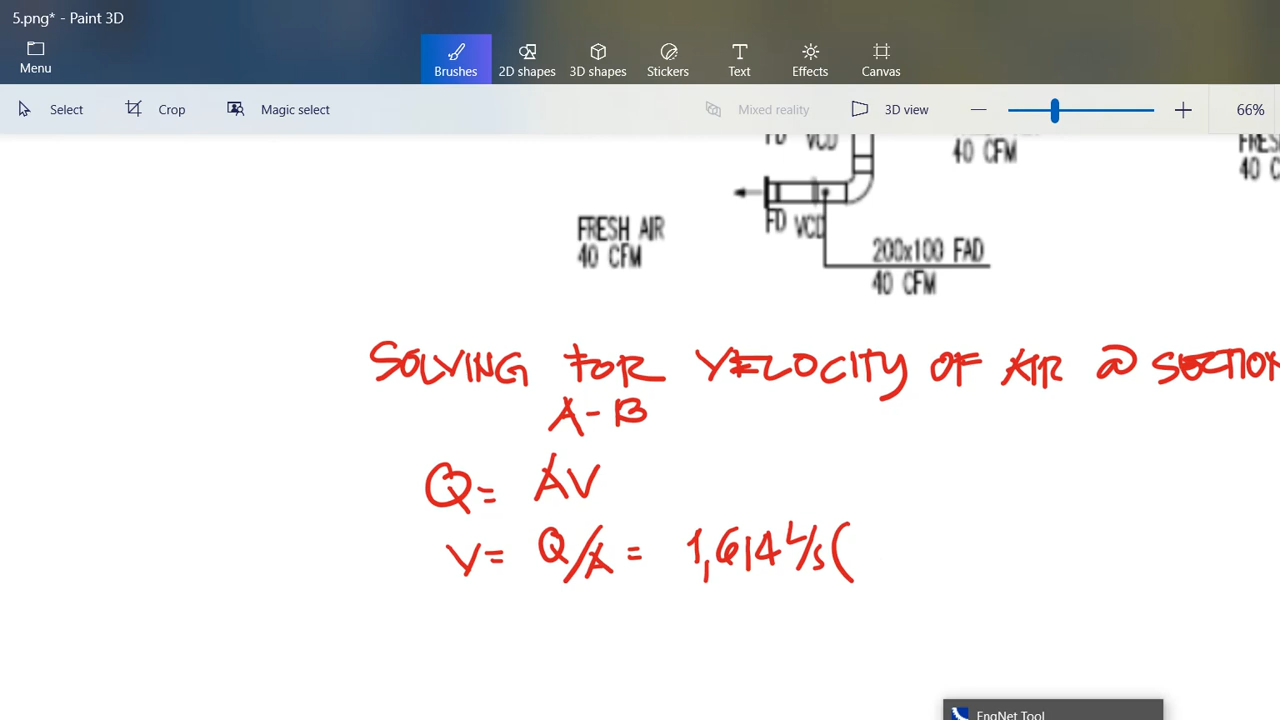 5.png* - Paint 3D
Menu
Brushes
2D shapes
3D shapes
Stickers
Text
Effects
Canvas
Select
Crop
Magic select
Mixed reality
3D view
66%
FD VCD
40 CFM
40 C
FD VCD
FRESH AIR
40 CFM
200x100 FAD
40 CFM
SOLVING FOR VELOCITY OF AIR @ SECTION
A-B
Q= AV
V= Q/A = 1,614 L/s (
EngNet Tool